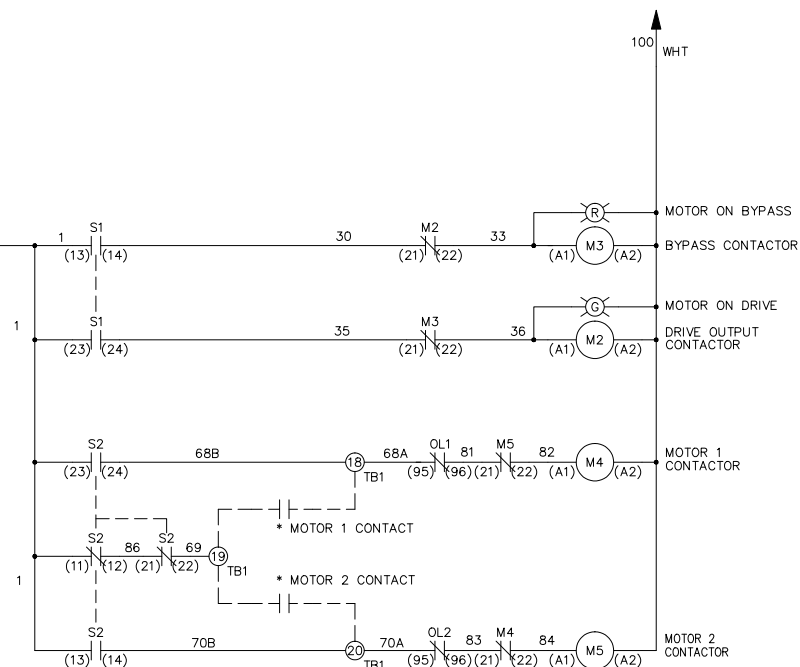 100
WHT
R
MOTOR ON BYPASS
1
S1
30
M2
33
(13)
(14)
(21)
(22)
(A1)
M3
(A2)
BYPASS CONTACTOR
G
MOTOR ON DRIVE
1
S1
35
M3
36
(23)
(24)
(21)
(22)
(A1)
M2
(A2)
DRIVE OUTPUT
CONTACTOR
S2
68B
18
68A
OL1
81
M5
82
(23)
(24)
TB1
(95)
(96)
(21)
(22)
(A1)
M4
(A2)
MOTOR 1
CONTACTOR
* MOTOR 1 CONTACT
S2
86
S2
69
19
(11)
(12)
(21)
(22)
TB1
1
* MOTOR 2 CONTACT
S2
70B
20
70A
OL2
83
M4
84
(13)
(14)
TB1
(95)
(96)
(21)
(22)
(A1)
M5
(A2)
MOTOR 2
CONTACTOR